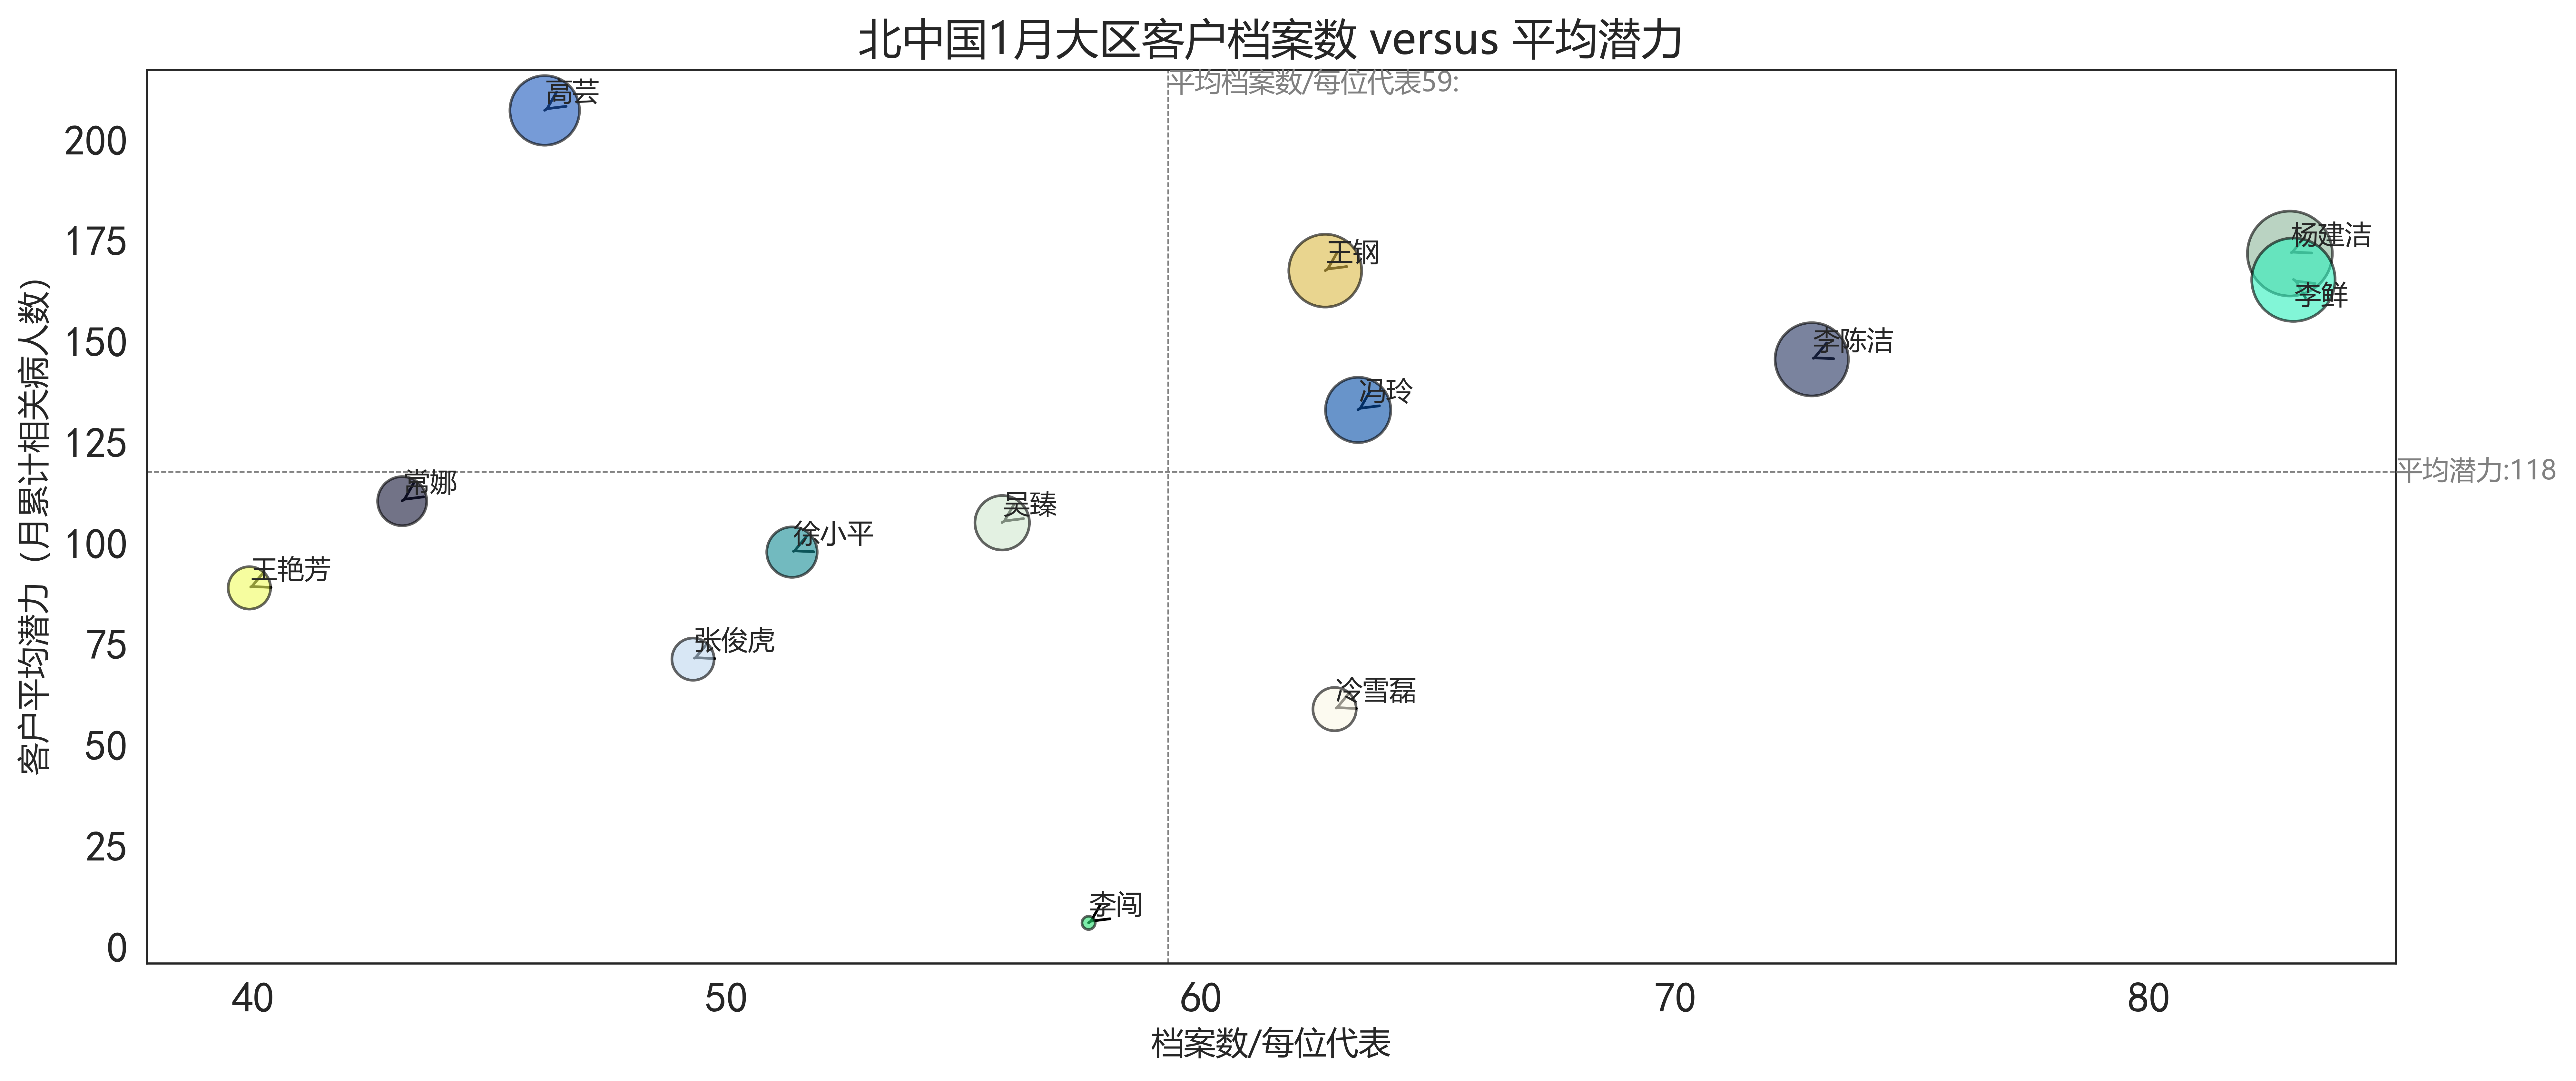 北中国1月大区客户档案数 versus 平均潜力
平均档案数/每位代表59:
客户平均潜力（月累计相关病人数）
200
175
150
125
100
75
50
25
0
高芸
杨建洁
王钢
李鲜
李陈洁
冯玲
平均潜力:118
常娜
吴臻
徐小平
王艳芳
张俊虎
冷雪磊
李闯
40
50
60
70
80
档案数/每位代表